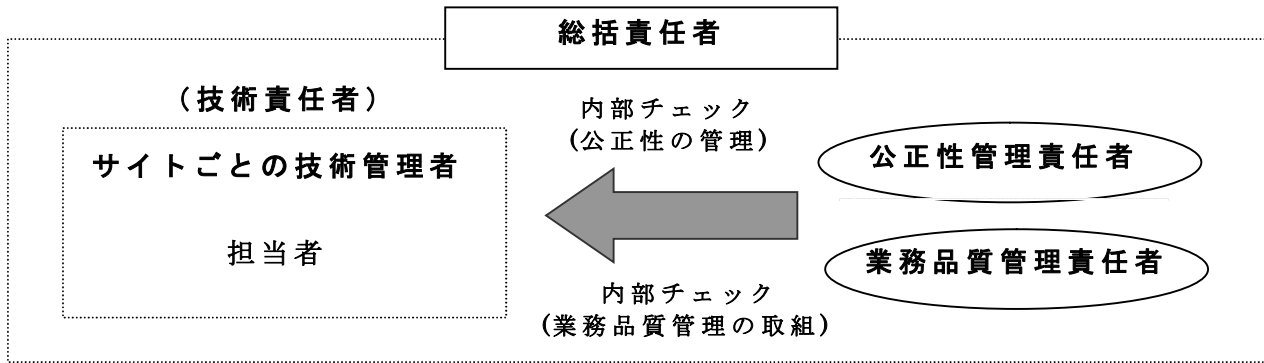 総括責任者
（技術責任者）
サイトごとの技術管理者
担当者
内部チェック
(公正性の管理)
内部チェック
(業務品質管理の取組)
公正性管理責任者
業務品質管理責任者